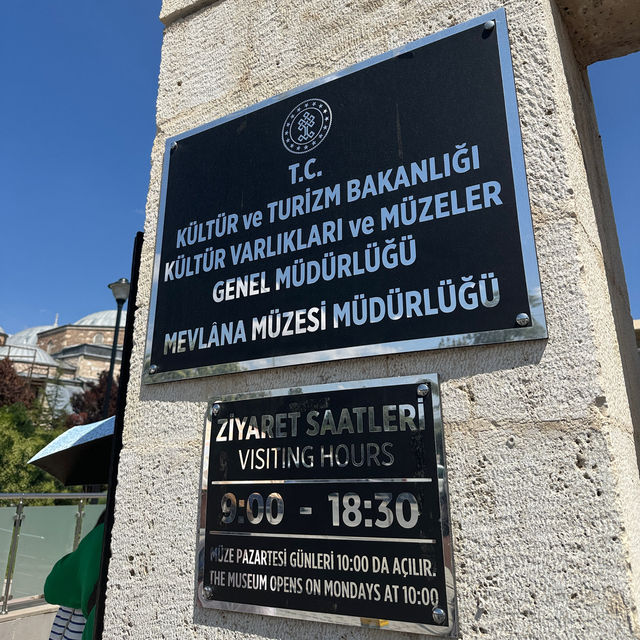 T.C.
KÜLTÜR ve TURİZM BAKANLIĞI
KÜLTÜR VARLIKLARI ve MÜZELER
GENEL MÜDÜRLÜĞÜ
MEVLÂNA MÜZESİ MÜDÜRLÜĞÜ
ZİYARET SAATLERİ
VISITING HOURS
9:00 - 18:30
MÜZE PAZARTESİ GÜNLERİ 10:00 DA AÇILIR.
THE MUSEUM OPENS ON MONDAYS AT 10:00